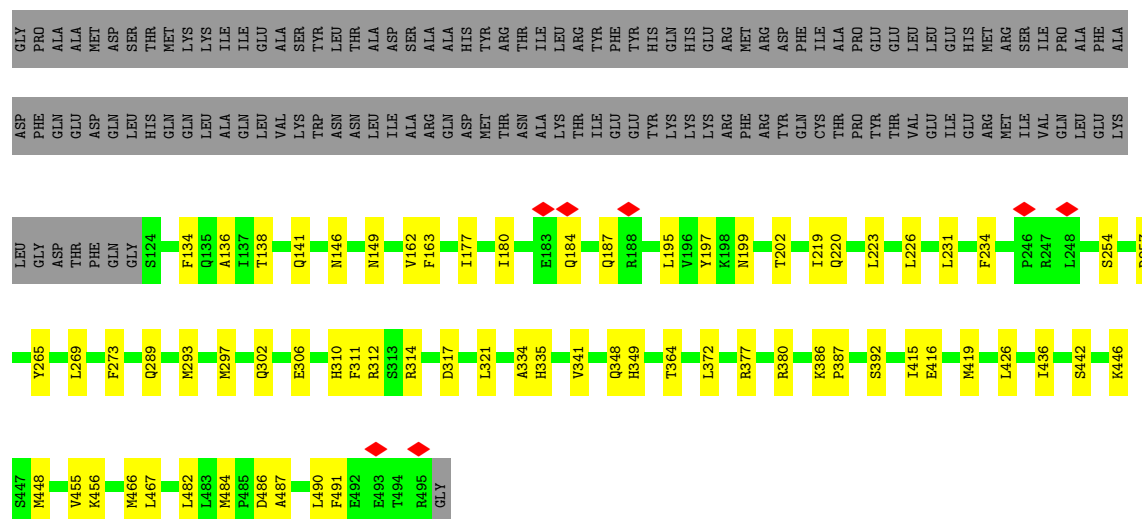 GLY PRO ALA ALA MET ASP SER THR MET LYS LYS ILE ILE GLU ALA SER TYR LEU THR ALA ASP SER ALA ALA HIS TYR ARG THR ILE LEU ARG TYR PHE TYR HIS GLN HIS GLU ARG MET ARG ASP PHE ILE ALA PRO GLU GLU LEU LEU GLU HIS MET ARG SER ILE PRO ALA PHE ALA
ASP PHE GLN GLU ASP GLN LEU HIS GLN GLN LEU ALA GLN LEU VAL LYS TRP ASN ASN LEU ILE ALA ARG GLN ASP MET THR ASN ALA LYS THR ILE GLU GLU TYR LYS LYS LYS ARG PHE ARG TYR GLN CYS THR PRO TYR THR VAL GLU ILE GLU ARG MET ILE VAL GLN LEU GLU LYS
LEU GLY ASP THR PHE GLN GLY S124 F134 Q135 A136 I137 T138 Q141 N146 N149 V162 F163 I177 I180 E183 Q184 Q187 R188 L195 V196 Y197 K198 N199 T202 I219 Q220 L223 L226 L231 F234 P246 R247 L248 S254
Y265 L269 F273 Q289 M293 M297 Q302 E306 H310 F311 R312 S313 R314 D317 L321 A334 H335 V341 Q348 H349 T364 L372 R377 R380 K386 P387 S392 I415 E416 M419 L426 I436 S442 K446
S447 M448 V455 K456 M466 L467 L482 L483 M484 P485 D486 A487 L490 F491 E492 E493 T494 R495 GLY